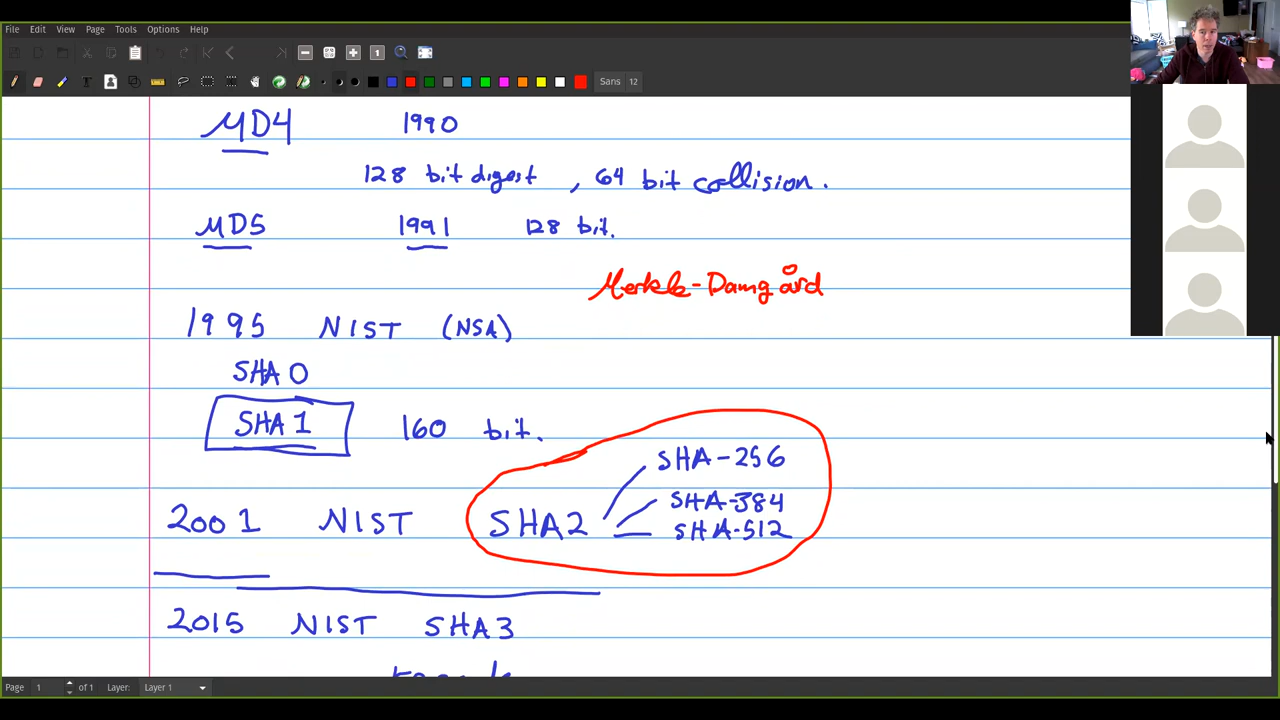 File Edit View Page Tools Options Help
Sans 12
MD4 1990
128 bit digest , 64 bit collision.
MD5 1991 128 bit.
Merkle-Damgård
1995 NIST (NSA)
SHA 0
SHA 1 160 bit.
SHA-256
SHA-384
2001 NIST SHA2
SHA-512
2015 NIST SHA3
Page 1 of 1 Layer: Layer 1